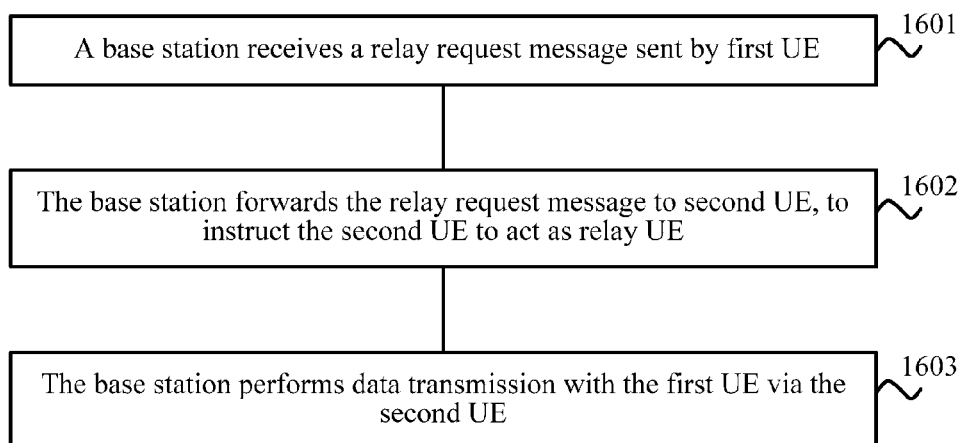 1601
A base station receives a relay request message sent by first UE
1602
The base station forwards the relay request message to second UE, to
instruct the second UE to act as relay UE
1603
The base station performs data transmission with the first UE via the
second UE